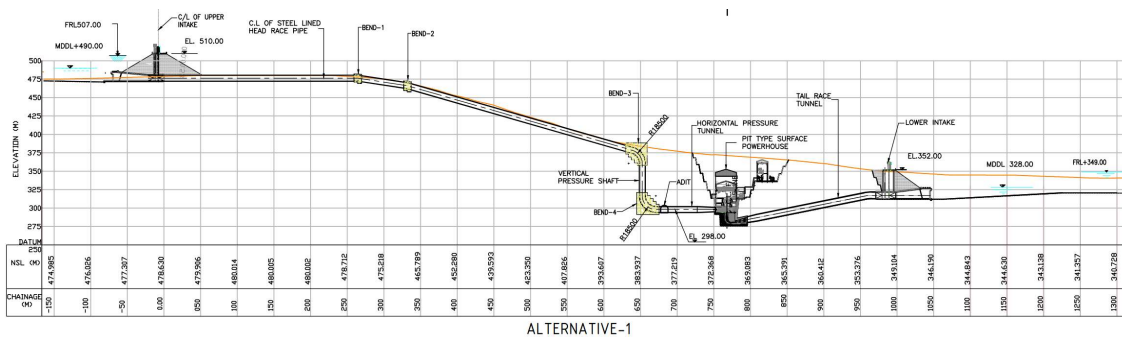 C/L OF UPPER
INTAKE
FRL507.00
MDDL+490.00
EL. 510.00
C.L OF STEEL LINED
HEAD RACE PIPE
BEND-1
BEND-2
BEND-3
R18500
HORIZONTAL PRESSURE
TUNNEL
PIT TYPE SURFACE
POWERHOUSE
TAIL RACE
TUNNEL
LOWER INTAKE
EL.352.00
MDDL 328.00
FRL+349.00
VERTICAL
PRESSURE SHAFT
ADIT
BEND-4
R18500
EL 298.00
ELEVATION (M)
500
475
450
425
400
375
350
325
300
275
DATUM
250
NSL (M)
474.985 476.026 477.307 478.630 479.906 480.014 480.005 480.002 478.712 475.218 465.789 452.280 439.593 423.350 407.826 393.607 383.937 377.219 372.368 369.083 365.391 360.412 353.376 349.104 346.190 344.843 344.630 343.138 341.357 340.728
CHAINAGE
(M)
-150 -100 -50 0.00 050 100 150 200 250 300 350 400 450 500 550 600 650 700 750 800 850 900 950 1000 1050 1100 1150 1200 1250 1300
ALTERNATIVE-1